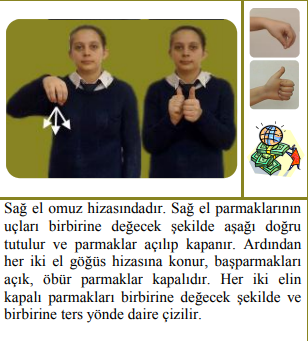 Sağ el omuz hizasındadır. Sağ el parmaklarının
uçları birbirine değecek şekilde aşağı doğru
tutulur ve parmaklar açılıp kapanır. Ardından
her iki el göğüs hizasına konur, başparmakları
açık, öbür parmaklar kapalıdır. Her iki elin
kapalı parmakları birbirine değecek şekilde ve
birbirine ters yönde daire çizilir.